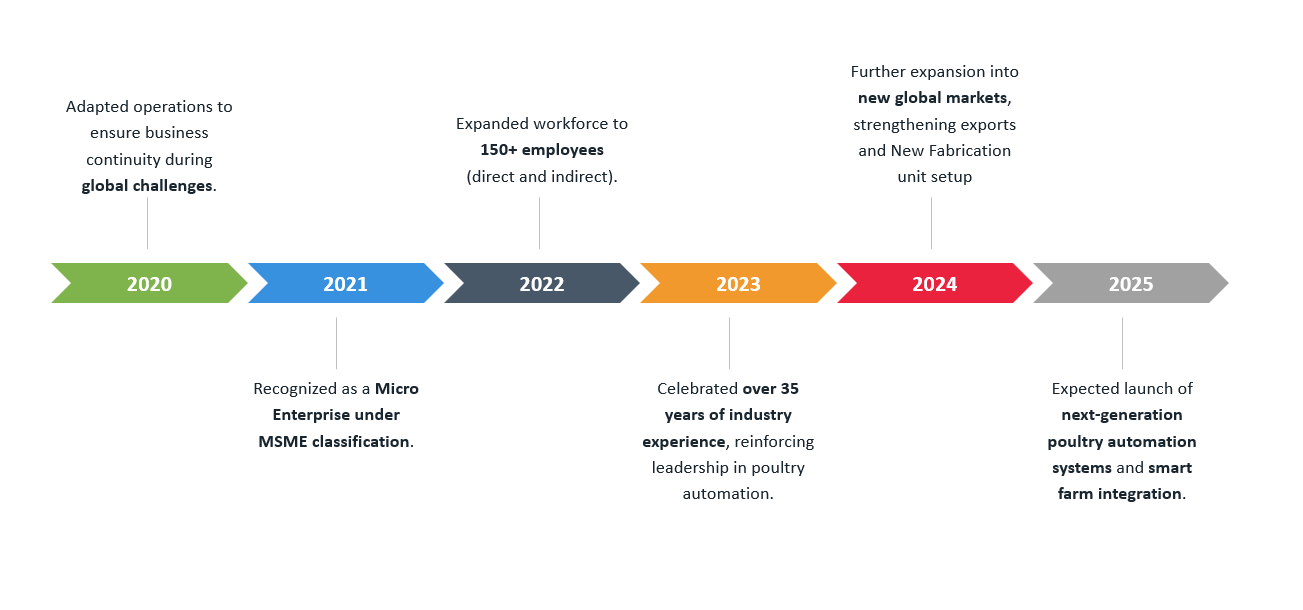 Adapted operations to
ensure business
continuity during
global challenges.
Expanded workforce to
150+ employees
(direct and indirect).
Further expansion into
new global markets,
strengthening exports
and New Fabrication
unit setup
2020
2021
2022
2023
2024
2025
Recognized as a Micro
Enterprise under
MSME classification.
Celebrated over 35
years of industry
experience, reinforcing
leadership in poultry
automation.
Expected launch of
next-generation
poultry automation
systems and smart
farm integration.